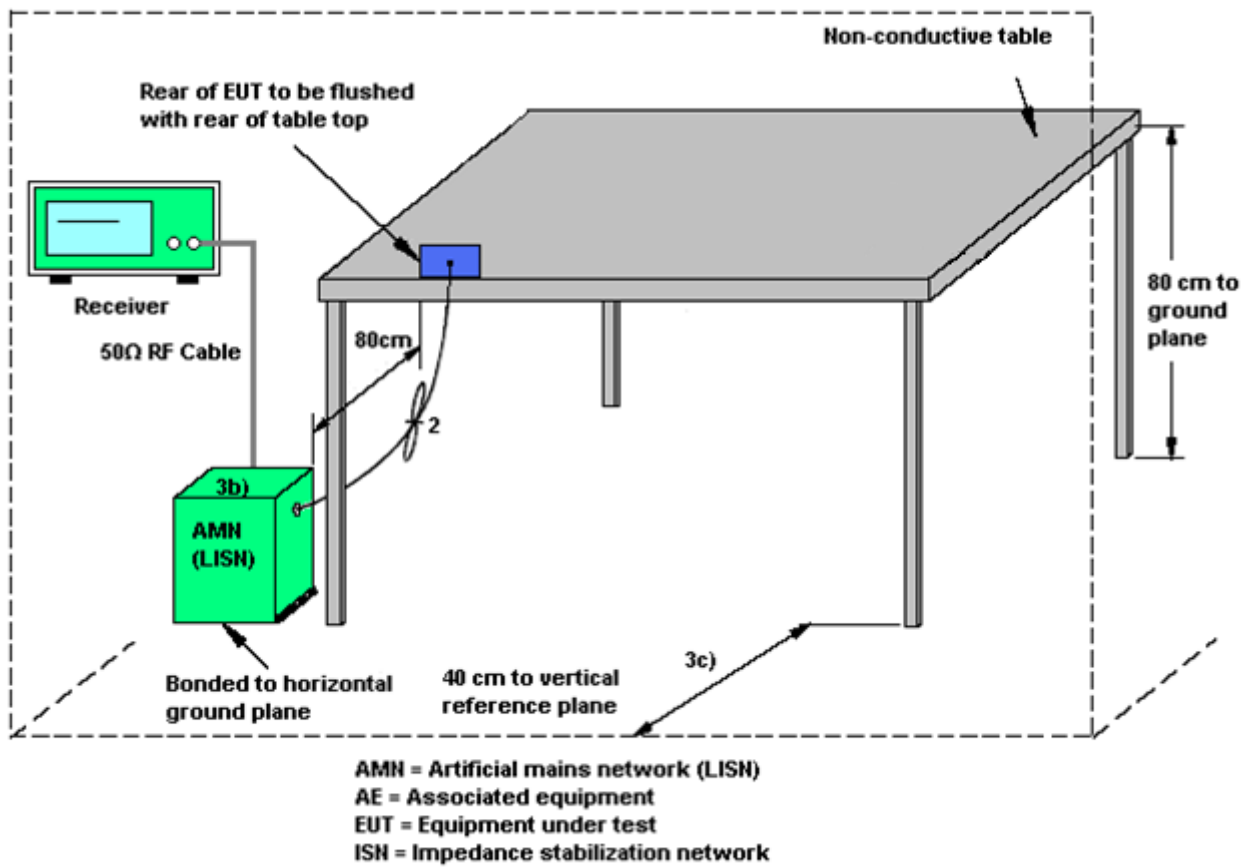 Non-conductive table
Rear of EUT to be flushed
with rear of table top
Receiver
50Ω RF Cable
80cm
2
80 cm to
ground
plane
3b)
AMN
(LISN)
Bonded to horizontal
ground plane
40 cm to vertical
reference plane
3c)
AMN = Artificial mains network (LISN)
AE = Associated equipment
EUT = Equipment under test
ISN = Impedance stabilization network